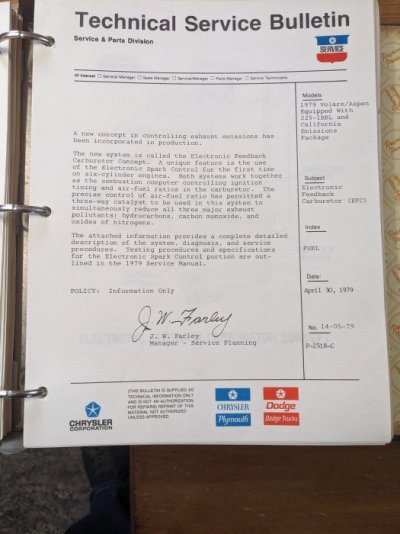 Technical Service Bulletin
Service & Parts Division
SERVICE
Of Interest □ General Manager □ Sales Manager □ Service Manager □ Parts Manager □ Service Technicians
Models
1979 Volare/Aspen
Equipped With
225-1BBL and
California
Emissions
Package
A new concept in controlling exhaust emissions has
been incorporated in production.
The new system is called the Electronic Feedback
Carburetor Concept. A unique feature is the use
of the Electronic Spark Control for the first time
on six-cylinder engines. Both systems work together
as the combustion computer controlling ignition
timing and air-fuel ratios in the carburetor. The
precise control of air-fuel ratio has permitted a
three-way catalyst to be used in this system to
simultaneously reduce all three major exhaust
pollutants; hydrocarbons, carbon monoxide, and
oxides of nitrogens.
Subject
Electronic
Feedback
Carburetor (EFC)
Index
FUEL
The attached information provides a complete detailed
description of the system, diagnosis, and service
procedures. Testing procedures and specifications
for the Electronic Spark Control portion are out-
lined in the 1979 Service Manual.
Date:
April 30, 1979
POLICY: Information Only
J. W. Farley
J. W. Farley
Manager - Service Planning
No. 14-05-79
P-2518-C
CHRYSLER
CORPORATION
(THIS BULLETIN IS SUPPLIED AS
TECHNICAL INFORMATION ONLY
AND IS NOT AN AUTHORIZATION
FOR REPAIR) REPRINT OF THIS
MATERIAL NOT AUTHORIZED
UNLESS APPROVED.
CHRYSLER
Plymouth
Dodge
Dodge Trucks